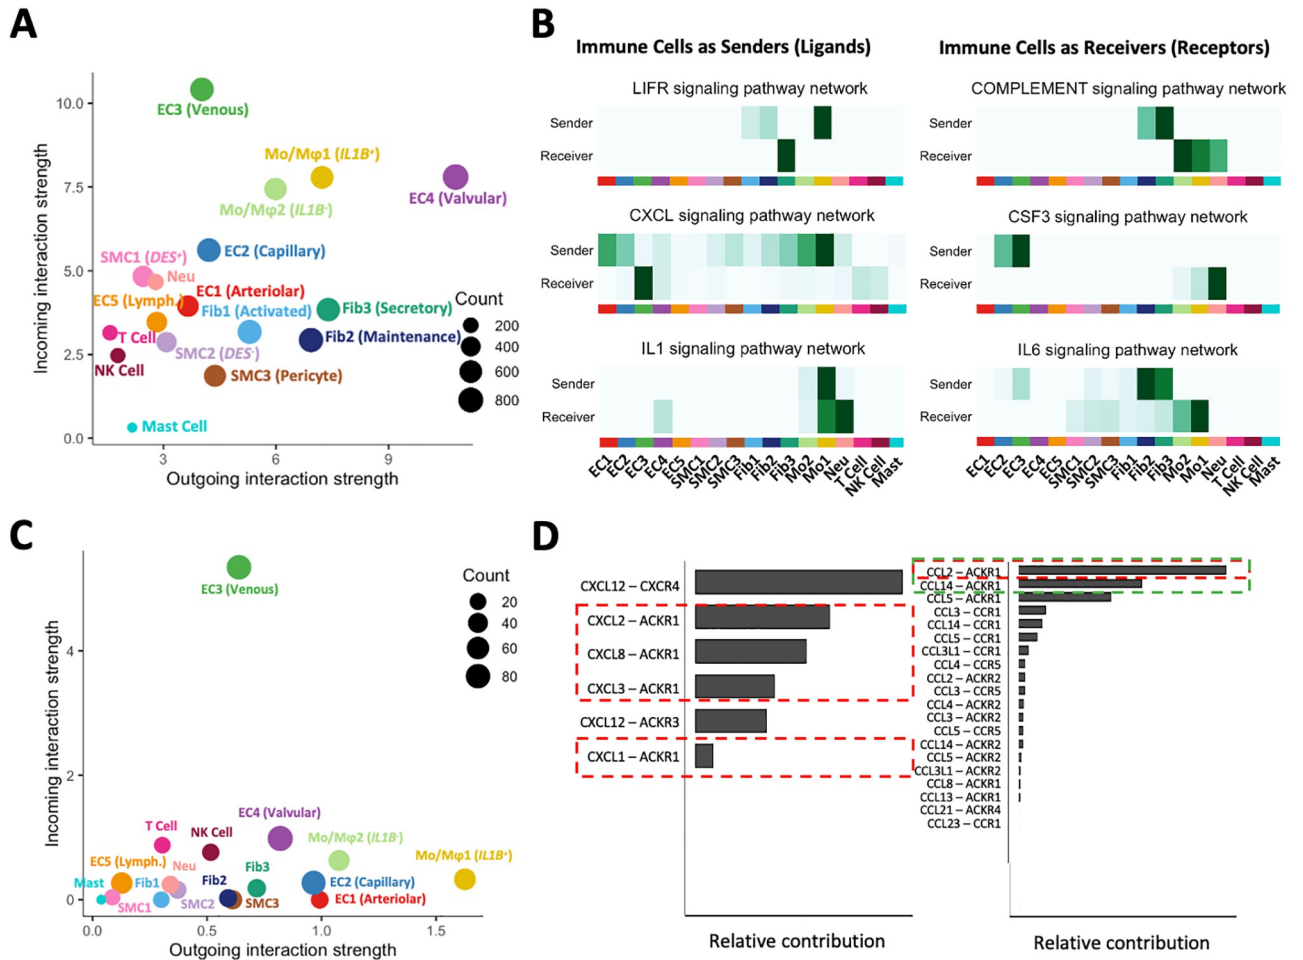 A
Incoming interaction strength
10.0
7.5
5.0
2.5
0.0
3
6
9
Outgoing interaction strength
EC3 (Venous)
Mo/Mφ1 (IL1B⁺)
EC4 (Valvular)
Mo/Mφ2 (IL1B⁻)
EC2 (Capillary)
SMC1 (DES⁺)
Neu
EC1 (Arteriolar)
EC5 (Lymph.)
Fib1 (Activated)
Fib3 (Secretory)
T Cell
SMC2 (DES⁻)
Fib2 (Maintenance)
NK Cell
SMC3 (Pericyte)
Mast Cell
Count
200
400
600
800
B
Immune Cells as Senders (Ligands)
LIFR signaling pathway network
Sender
Receiver
CXCL signaling pathway network
Sender
Receiver
IL1 signaling pathway network
Sender
Receiver
EC1 EC2 EC3 EC4 EC5 SMC1 SMC2 SMC3 Fib1 Fib2 Fib3 Mo2 Mo1 Neu T Cell NK Cell Mast
Immune Cells as Receivers (Receptors)
COMPLEMENT signaling pathway network
Sender
Receiver
CSF3 signaling pathway network
Sender
Receiver
IL6 signaling pathway network
Sender
Receiver
EC1 EC2 EC3 EC4 EC5 SMC1 SMC2 SMC3 Fib1 Fib2 Fib3 Mo2 Mo1 Neu T Cell NK Cell Mast
C
Incoming interaction strength
4
2
0
0.0
0.5
1.0
1.5
Outgoing interaction strength
EC3 (Venous)
EC4 (Valvular)
T Cell
NK Cell
Mo/Mφ2 (IL1B⁻)
Mo/Mφ1 (IL1B⁺)
EC5 (Lymph.)
Neu
Fib3
Mast
Fib1
Fib2
EC2 (Capillary)
SMC1
SMC2
SMC3
EC1 (Arteriolar)
Count
20
40
60
80
D
CXCL12 – CXCR4
CXCL2 – ACKR1
CXCL8 – ACKR1
CXCL3 – ACKR1
CXCL12 – ACKR3
CXCL1 – ACKR1
Relative contribution
CCL2 – ACKR1
CCL14 – ACKR1
CCL5 – ACKR1
CCL3 – CCR1
CCL14 – CCR1
CCL5 – CCR1
CCL3L1 – CCR1
CCL4 – CCR5
CCL2 – ACKR2
CCL3 – CCR5
CCL4 – ACKR2
CCL3 – ACKR2
CCL5 – CCR5
CCL14 – ACKR2
CCL5 – ACKR2
CCL3L1 – ACKR2
CCL8 – ACKR1
CCL13 – ACKR1
CCL21 – ACKR4
CCL23 – CCR1
Relative contribution